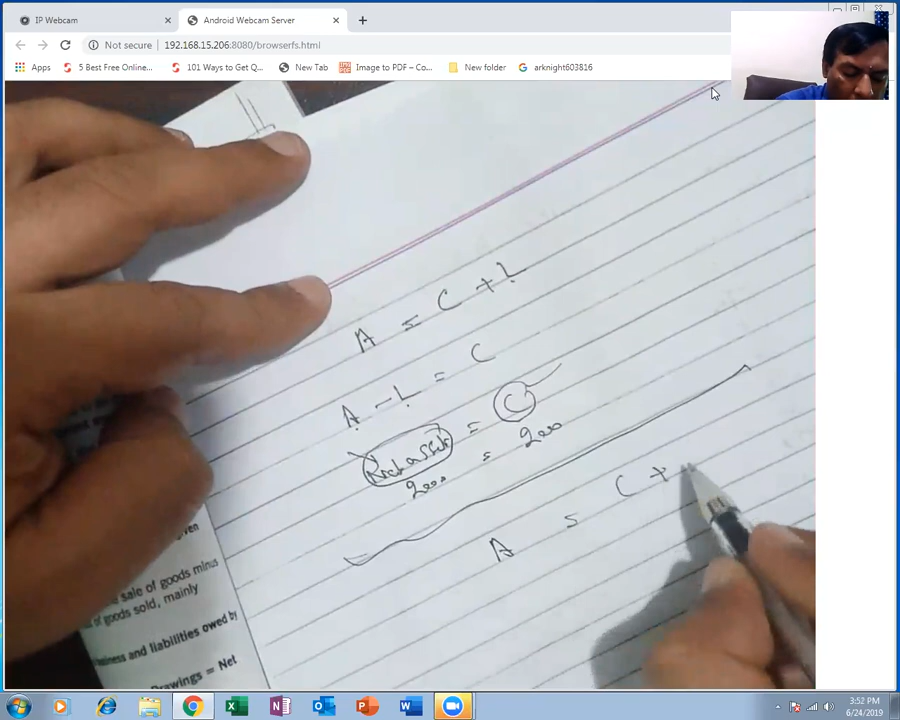 IP Webcam
Android Webcam Server
Not secure
192.168.15.206:8080/browserfs.html
Apps
5 Best Free Online...
101 Ways to Get Q...
New Tab
Image to PDF – Co...
New folder
arknight603816
A = C + L
A - L = C
= C
2000 = 2000
A = C +
sale of goods minus
of goods sold, mainly
and liabilities owed by
Drawings = Net
3:52 PM
6/24/2019